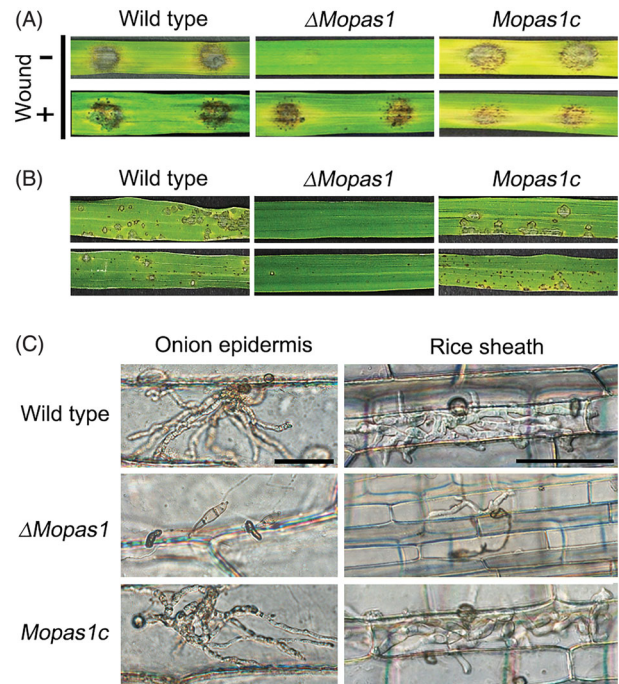 (A)
Wild type ΔMopas1 Mopas1c
Wound
-
+
(B)
Wild type ΔMopas1 Mopas1c
(C)
Onion epidermis Rice sheath
Wild type
ΔMopas1
Mopas1c